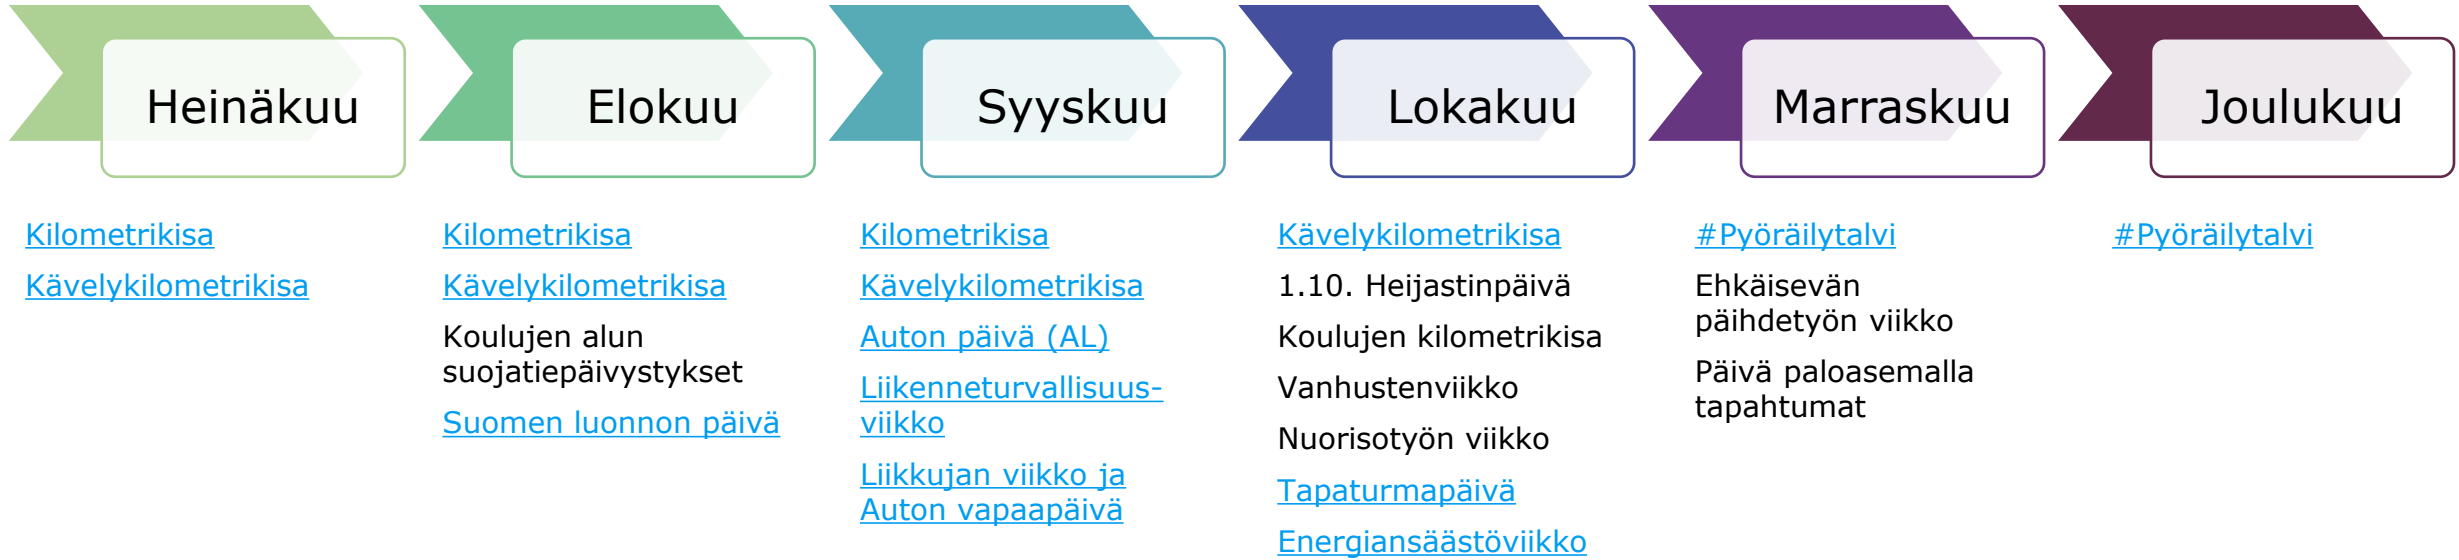 Heinäkuu
Elokuu
Syyskuu
Lokakuu
Marraskuu
Joulukuu
Kilometrikisa
Kävelykilometrikisa
Kilometrikisa
Kävelykilometrikisa
Koulujen alun
suojatiepäivystykset
Suomen luonnon päivä
Kilometrikisa
Kävelykilometrikisa
Auton päivä (AL)
Liikenneturvallisuus-
viikko
Liikkujan viikko ja
Auton vapaapäivä
Kävelykilometrikisa
1.10. Heijastinpäivä
Koulujen kilometrikisa
Vanhustenviikko
Nuorisotyön viikko
Tapaturmapäivä
Energiansäästöviikko
#Pyöräilytalvi
Ehkäisevän
päihdetyön viikko
Päivä paloasemalla
tapahtumat
#Pyöräilytalvi